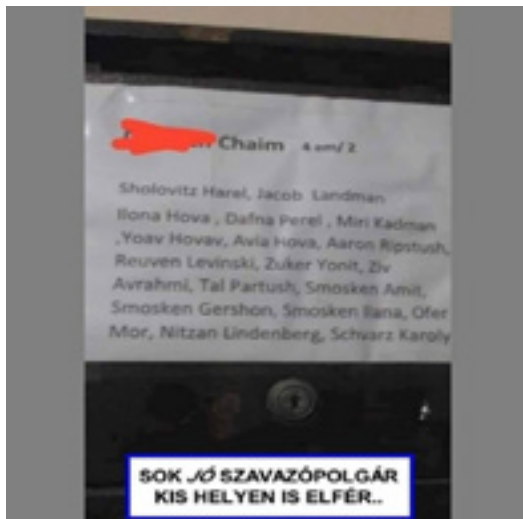 Chaim 4 em/2
Sholovitz Harel, Jacob Landman
Ilona Hova , Dafna Perel , Miri Kadman
,Yoav Hovav, Avia Hova, Aaron Ripstush,
Reuven Levinski, Zuker Yonit, Ziv
Avrahmi, Tal Partush, Smosken Amit,
Smosken Gershon, Smosken Ilana, Ofer
Mor, Nitzan Lindenberg, Schvarz Karoly
SOK JÓ SZAVAZÓPOLGÁR
KIS HELYEN IS ELFÉR..